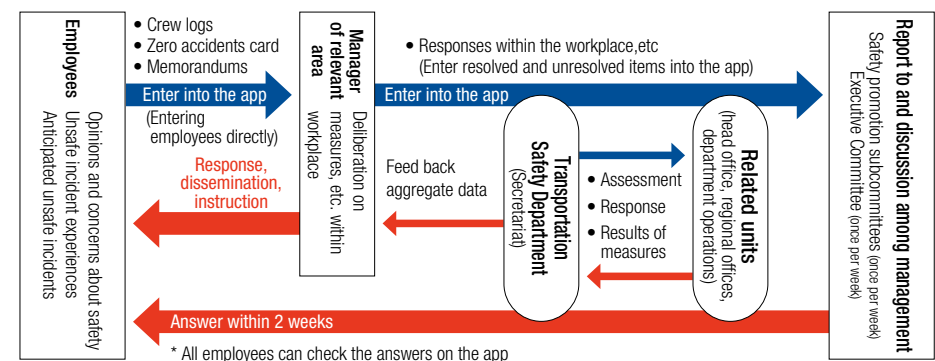 Employees
Opinions and concerns about safety
Unsafe incident experiences
Anticipated unsafe incidents
• Crew logs
• Zero accidents card
• Memorandums
Enter into the app
(Entering
employees directly)
Response,
dissemination,
instruction
Manager
of relevant
area
Deliberation on
measures, etc. within
workplace
• Responses within the workplace,etc
(Enter resolved and unresolved items into the app)
Enter into the app
Feed back
aggregate data
Transportation
Safety Department
(Secretariat)
• Assessment
• Response
• Results of
measures
Related units
(head office, regional offices,
department operations)
Report to and discussion among management
Safety promotion subcommittees (once per week)
Executive Committee (once per week)
Answer within 2 weeks
* All employees can check the answers on the app